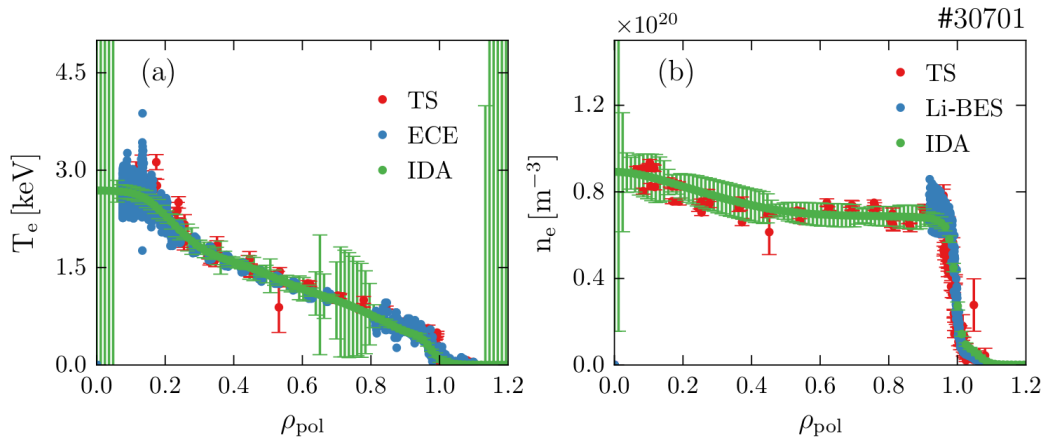 ×10²⁰
#30701
(a)
TS
ECE
IDA
T_e [keV]
4.5
3.0
1.5
0.0
0.0 0.2 0.4 0.6 0.8 1.0 1.2
ρ_pol
(b)
TS
Li-BES
IDA
n_e [m⁻³]
1.2
0.8
0.4
0.0
0.0 0.2 0.4 0.6 0.8 1.0 1.2
ρ_pol